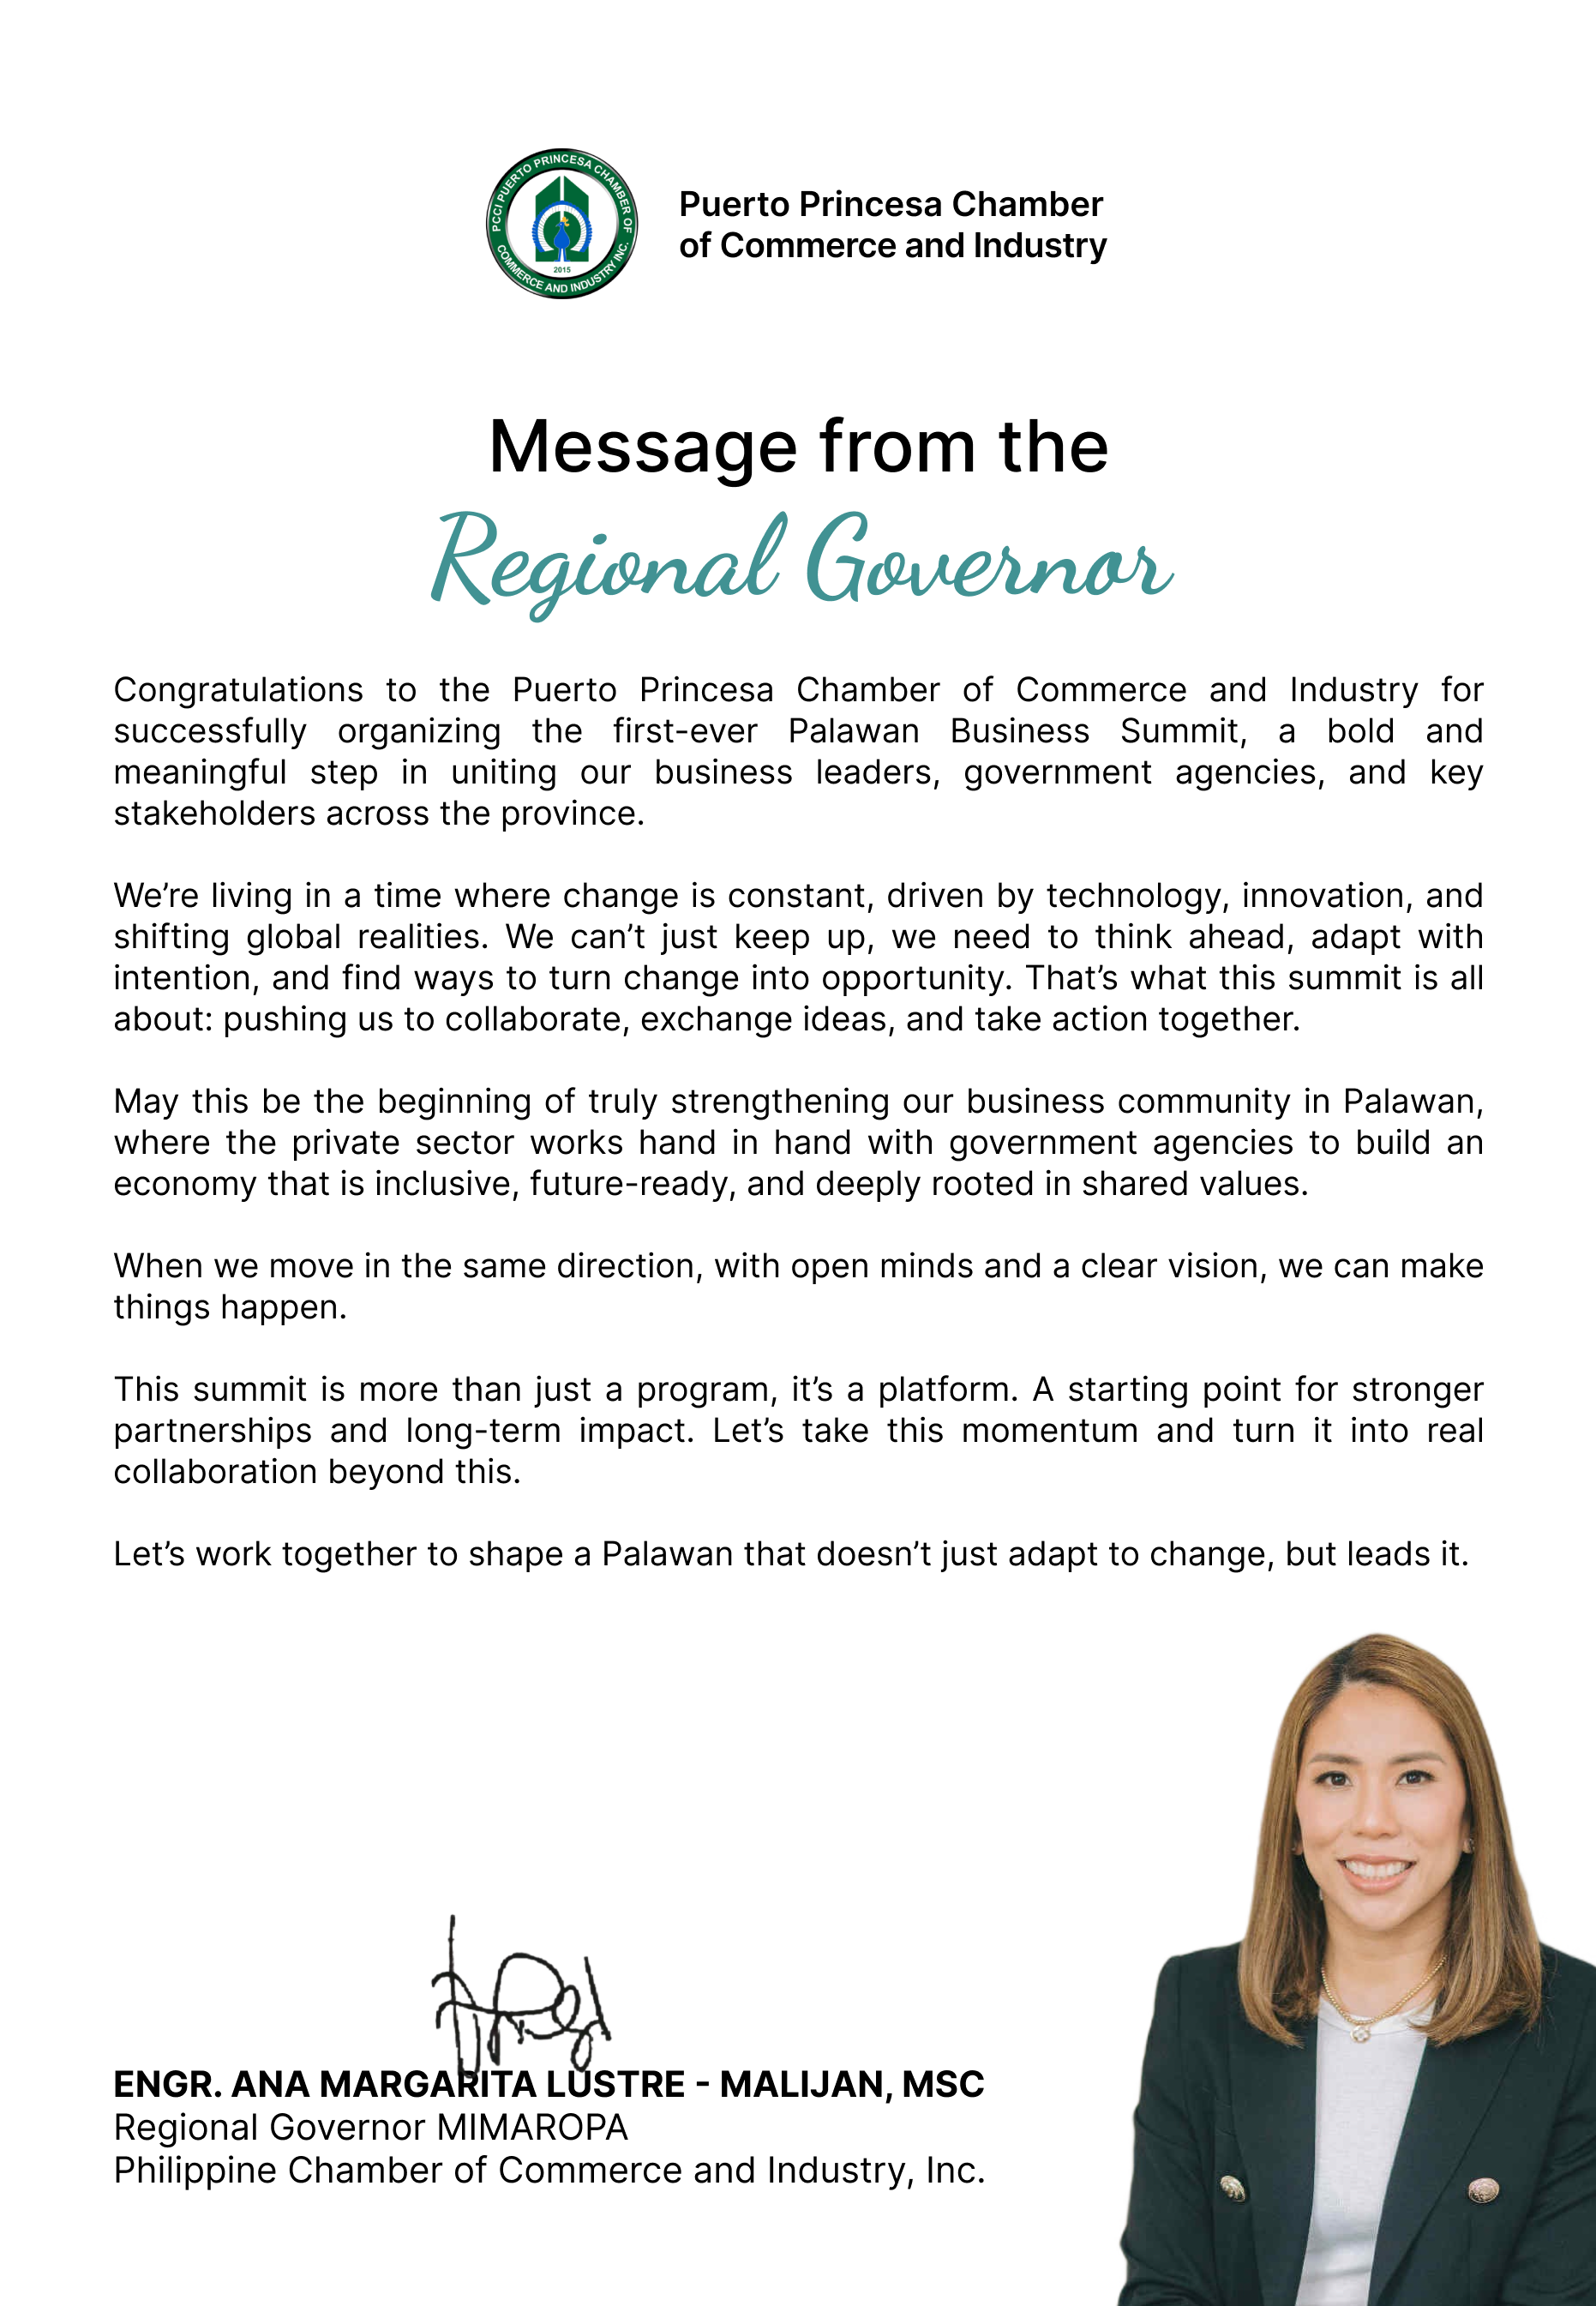 PCCI PUERTO PRINCESA CHAMBER OF
COMMERCE AND INDUSTRY INC.
2015
Puerto Princesa Chamber
of Commerce and Industry
Message from the
Regional Governor
Congratulations to the Puerto Princesa Chamber of Commerce and Industry for
successfully organizing the first-ever Palawan Business Summit, a bold and
meaningful step in uniting our business leaders, government agencies, and key
stakeholders across the province.
We’re living in a time where change is constant, driven by technology, innovation, and
shifting global realities. We can’t just keep up, we need to think ahead, adapt with
intention, and find ways to turn change into opportunity. That’s what this summit is all
about: pushing us to collaborate, exchange ideas, and take action together.
May this be the beginning of truly strengthening our business community in Palawan,
where the private sector works hand in hand with government agencies to build an
economy that is inclusive, future-ready, and deeply rooted in shared values.
When we move in the same direction, with open minds and a clear vision, we can make
things happen.
This summit is more than just a program, it’s a platform. A starting point for stronger
partnerships and long-term impact. Let’s take this momentum and turn it into real
collaboration beyond this.
Let’s work together to shape a Palawan that doesn’t just adapt to change, but leads it.
ENGR. ANA MARGARITA LUSTRE - MALIJAN, MSC
Regional Governor MIMAROPA
Philippine Chamber of Commerce and Industry, Inc.